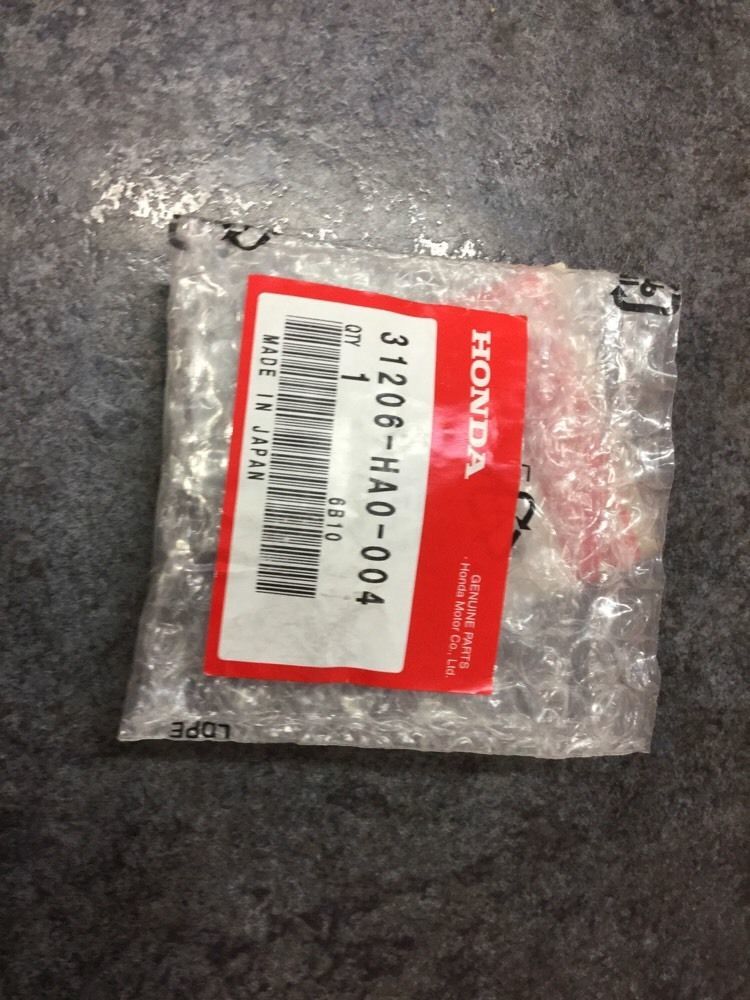 HONDA
GENUINE PARTS
Honda Motor Co., Ltd.
31206-HA0-004
QTY 1
6B10
MADE IN JAPAN
LDPE